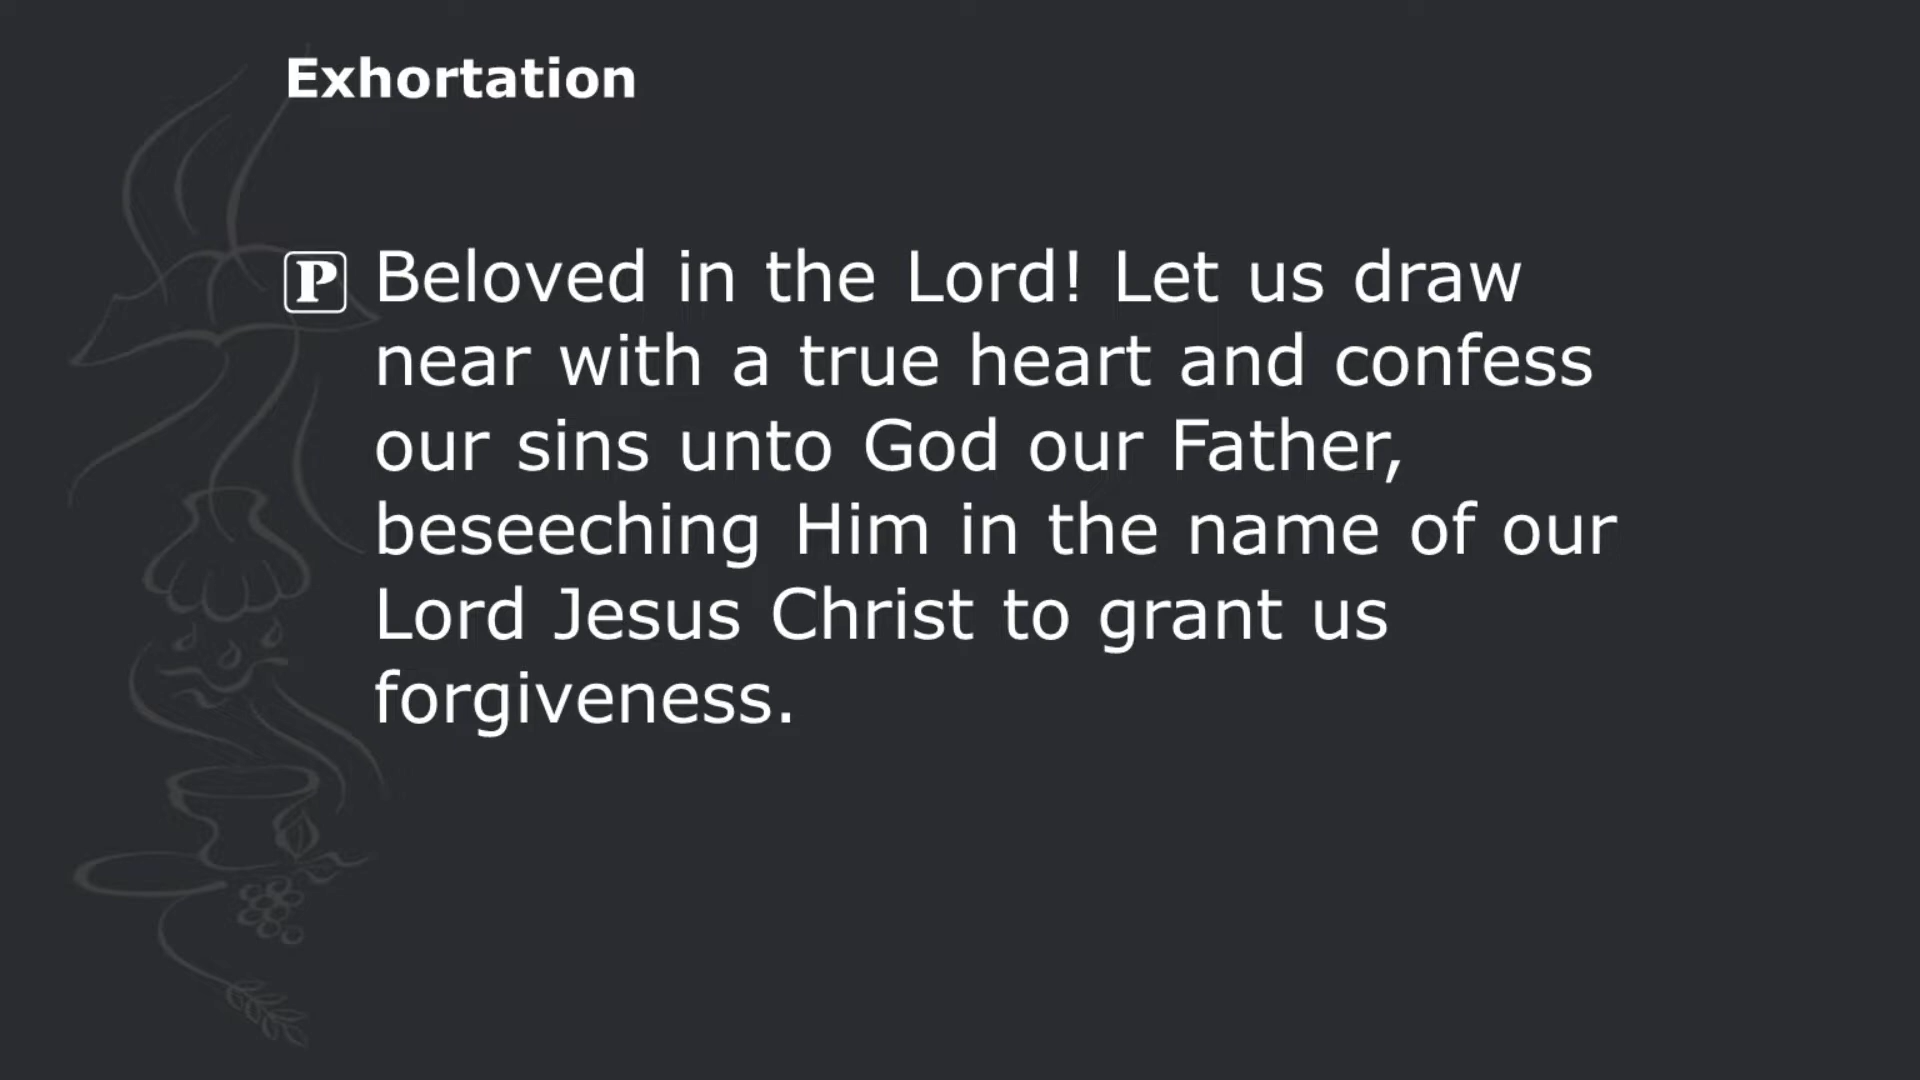 Exhortation
P Beloved in the Lord! Let us draw
near with a true heart and confess
our sins unto God our Father,
beseeching Him in the name of our
Lord Jesus Christ to grant us
forgiveness.